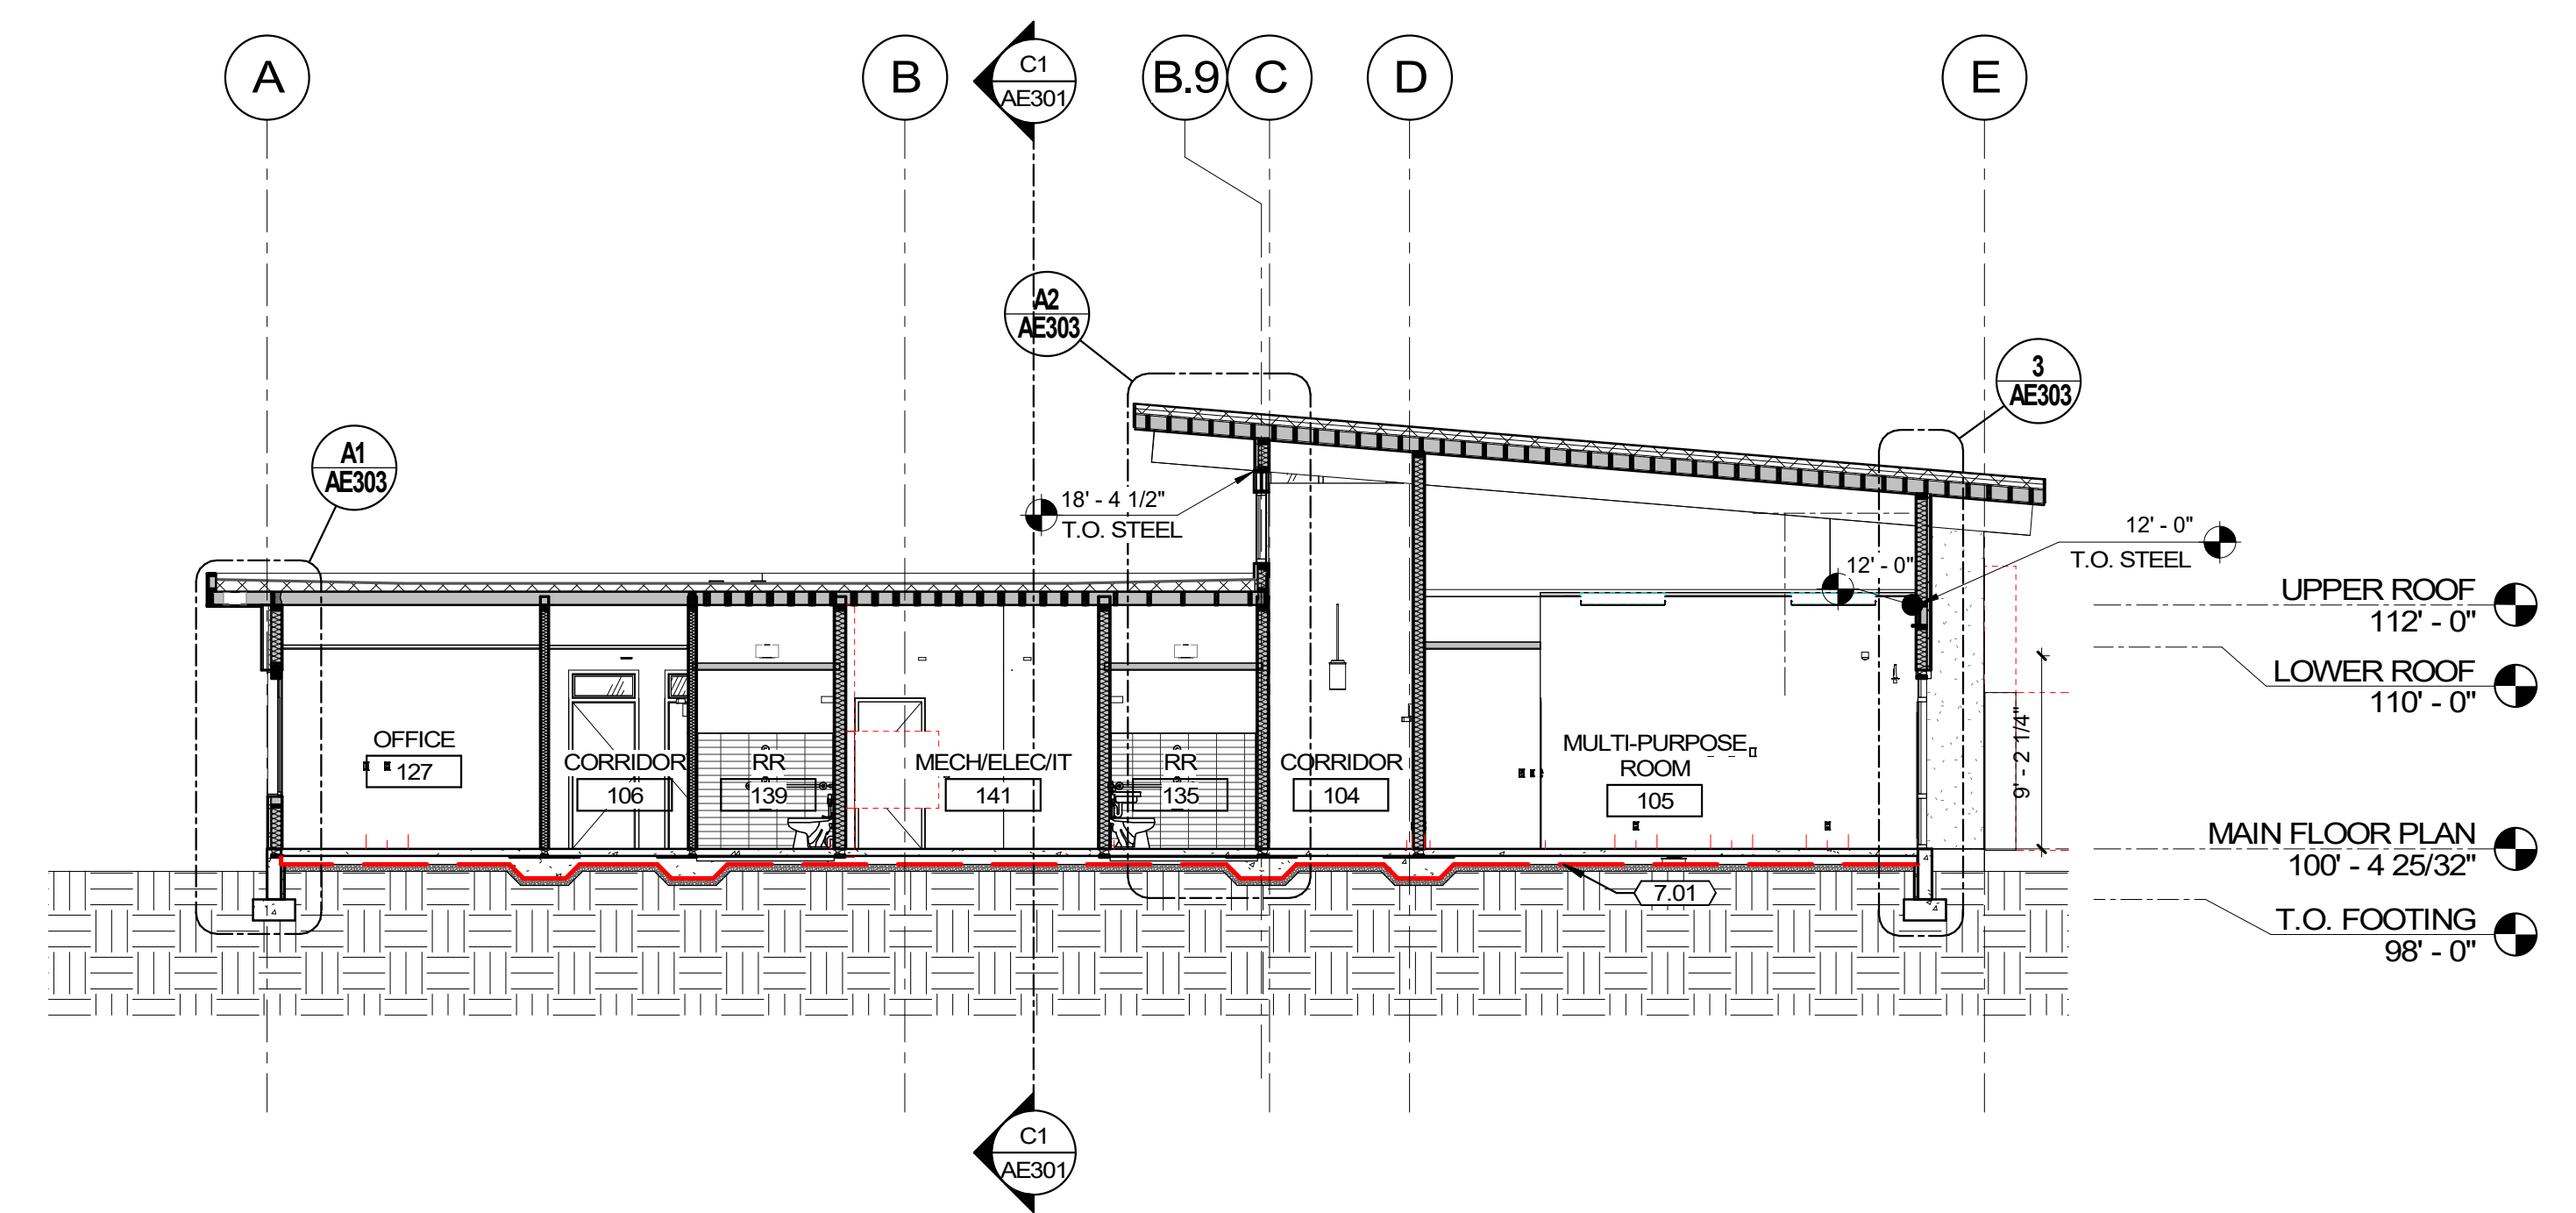 A
B
C1
AE301
B.9
C
D
E
A2
AE303
3
AE303
A1
AE303
18' - 4 1/2"
T.O. STEEL
12' - 0"
T.O. STEEL
12' - 0"
UPPER ROOF
112' - 0"
LOWER ROOF
110' - 0"
9' - 2 1/4"
OFFICE
127
CORRIDOR
106
RR
139
MECH/ELEC/IT
141
RR
135
CORRIDOR
104
MULTI-PURPOSE
ROOM
105
MAIN FLOOR PLAN
100' - 4 25/32"
7.01
T.O. FOOTING
98' - 0"
C1
AE301